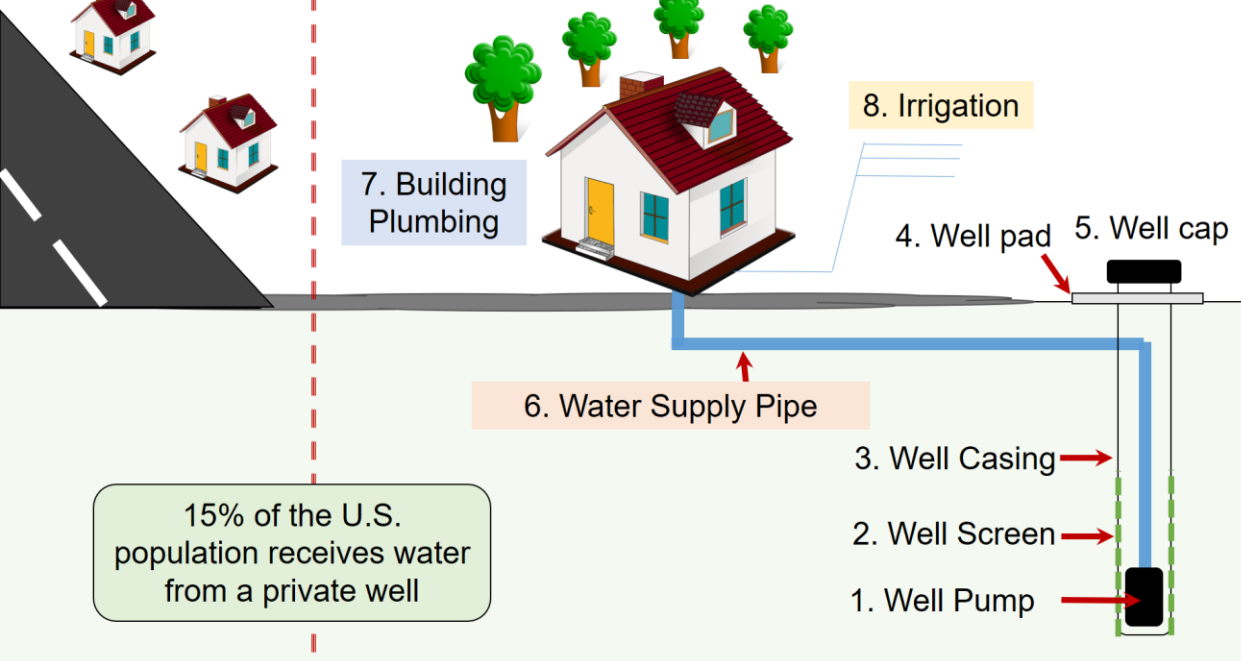 8. Irrigation
7. Building
Plumbing
4. Well pad
5. Well cap
6. Water Supply Pipe
3. Well Casing
15% of the U.S.
population receives water
from a private well
2. Well Screen
1. Well Pump